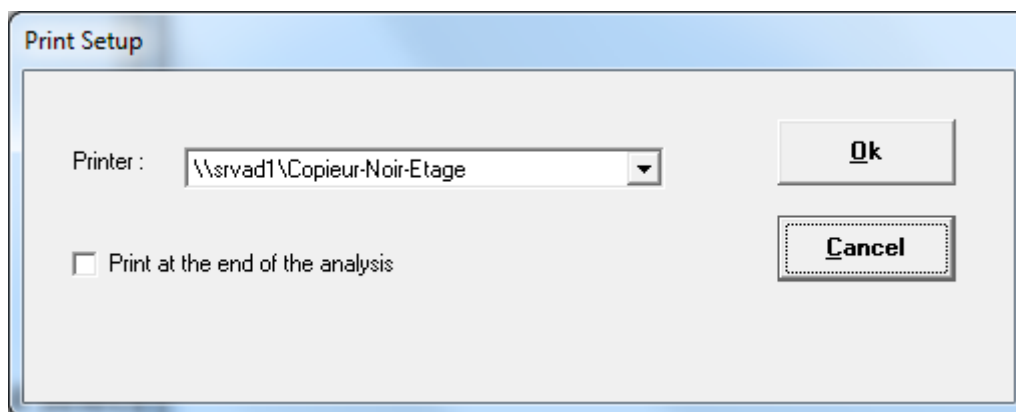 Print Setup
Printer : \\srvad1\Copieur-Noir-Etage
Ok
Print at the end of the analysis
Cancel